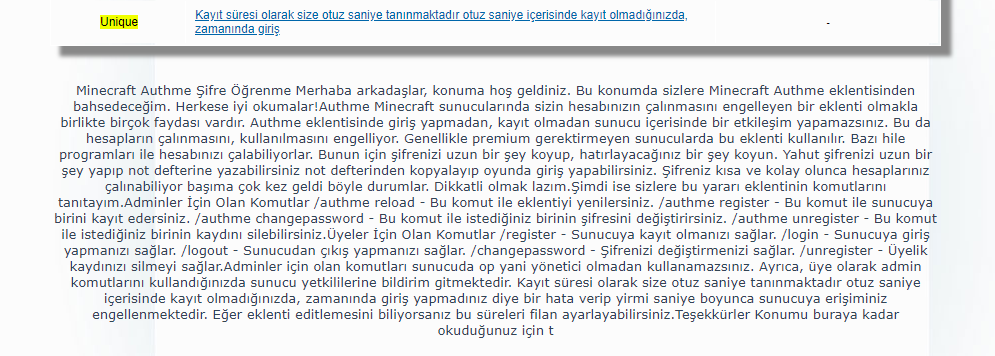 Unique
Kayıt süresi olarak size otuz saniye tanınmaktadır otuz saniye içerisinde kayıt olmadığınızda,
zamanında giriş
-
Minecraft Authme Şifre Öğrenme Merhaba arkadaşlar, konuma hoş geldiniz. Bu konumda sizlere Minecraft Authme eklentisinden
bahsedeceğim. Herkese iyi okumalar!Authme Minecraft sunucularında sizin hesabınızın çalınmasını engelleyen bir eklenti olmakla
birlikte birçok faydası vardır. Authme eklentisinde giriş yapmadan, kayıt olmadan sunucu içerisinde bir etkileşim yapamazsınız. Bu da
hesapların çalınmasını, kullanılmasını engelliyor. Genellikle premium gerektirmeyen sunucularda bu eklenti kullanılır. Bazı hile
programları ile hesabınızı çalabiliyorlar. Bunun için şifrenizi uzun bir şey koyup, hatırlayacağınız bir şey koyun. Yahut şifrenizi uzun bir
şey yapıp not defterine yazabilirsiniz not defterinden kopyalayıp oyunda giriş yapabilirsiniz. Şifreniz kısa ve kolay olunca hesaplarınız
çalınabiliyor başıma çok kez geldi böyle durumlar. Dikkatli olmak lazım.Şimdi ise sizlere bu yararı eklentinin komutlarını
tanıtayım.Adminler İçin Olan Komutlar /authme reload - Bu komut ile eklentiyi yenilersiniz. /authme register - Bu komut ile sunucuya
birini kayıt edersiniz. /authme changepassword - Bu komut ile istediğiniz birinin şifresini değiştirirsiniz. /authme unregister - Bu komut
ile istediğiniz birinin kaydını silebilirsiniz.Üyeler İçin Olan Komutlar /register - Sunucuya kayıt olmanızı sağlar. /login - Sunucuya giriş
yapmanızı sağlar. /logout - Sunucudan çıkış yapmanızı sağlar. /changepassword - Şifrenizi değiştirmenizi sağlar. /unregister - Üyelik
kaydınızı silmeyi sağlar.Adminler için olan komutları sunucuda op yani yönetici olmadan kullanamazsınız. Ayrıca, üye olarak admin
komutlarını kullandığınızda sunucu yetkililerine bildirim gitmektedir. Kayıt süresi olarak size otuz saniye tanınmaktadır otuz saniye
içerisinde kayıt olmadığınızda, zamanında giriş yapmadınız diye bir hata verip yirmi saniye boyunca sunucuya erişiminiz
engellenmektedir. Eğer eklenti editlemesini biliyorsanız bu süreleri filan ayarlayabilirsiniz.Teşekkürler Konumu buraya kadar
okuduğunuz için t